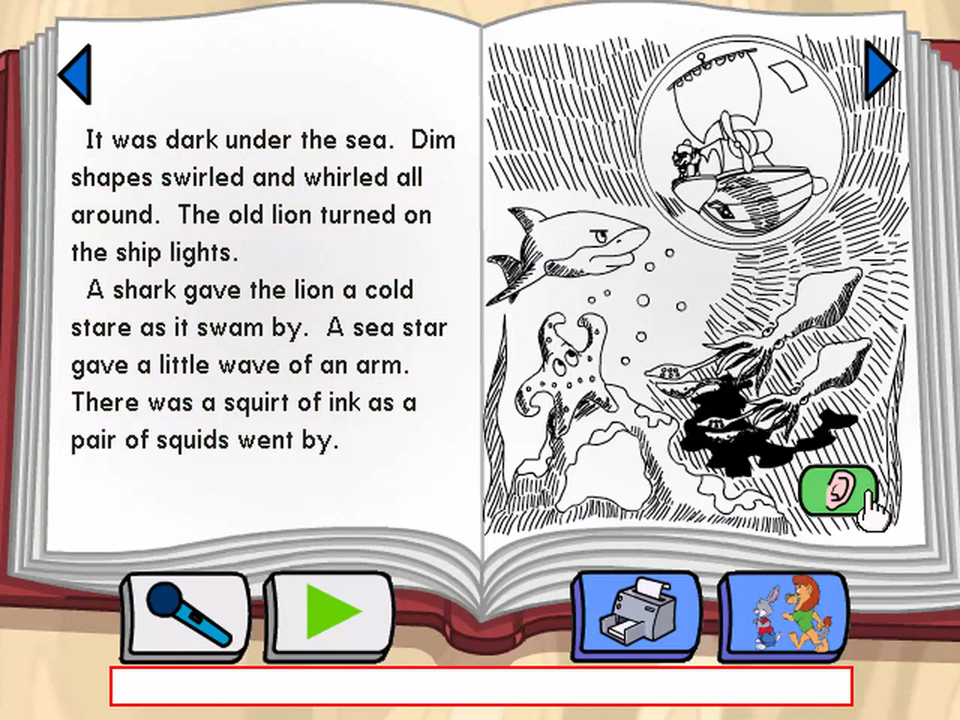 It was dark under the sea. Dim
shapes swirled and whirled all
around. The old lion turned on
the ship lights.
A shark gave the lion a cold
stare as it swam by. A sea star
gave a little wave of an arm.
There was a squirt of ink as a
pair of squids went by.